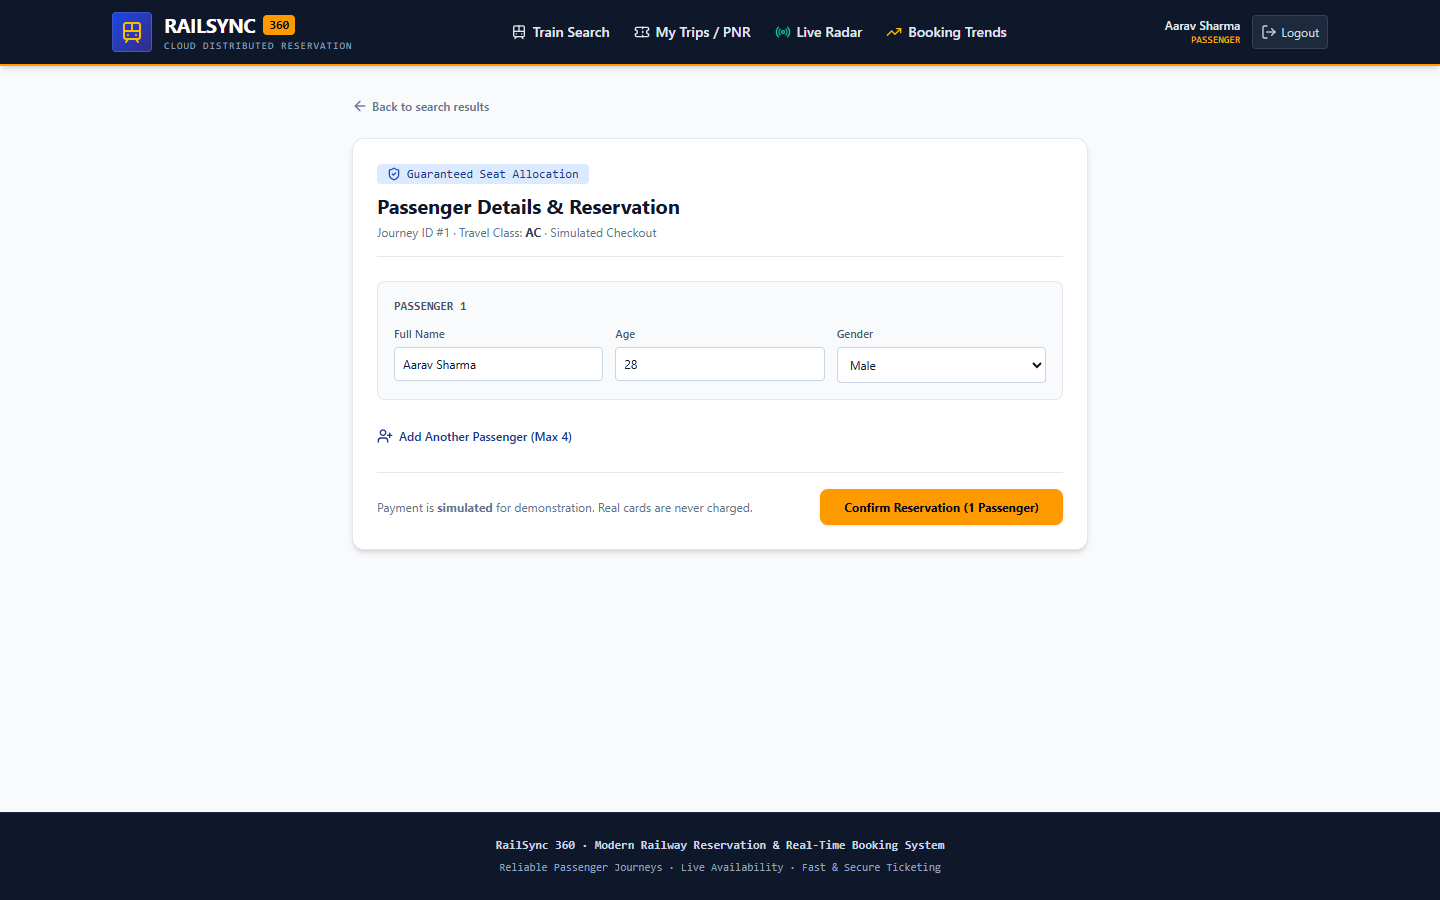 RAILSYNC 360
CLOUD DISTRIBUTED RESERVATION
Train Search
My Trips / PNR
Live Radar
Booking Trends
Aarav Sharma
PASSENGER
Logout
Back to search results
Guaranteed Seat Allocation
Passenger Details & Reservation
Journey ID #1 · Travel Class: AC · Simulated Checkout
PASSENGER 1
Full Name
Age
Gender
Aarav Sharma
28
Male
Add Another Passenger (Max 4)
Payment is simulated for demonstration. Real cards are never charged.
Confirm Reservation (1 Passenger)
RailSync 360 · Modern Railway Reservation & Real-Time Booking System
Reliable Passenger Journeys · Live Availability · Fast & Secure Ticketing